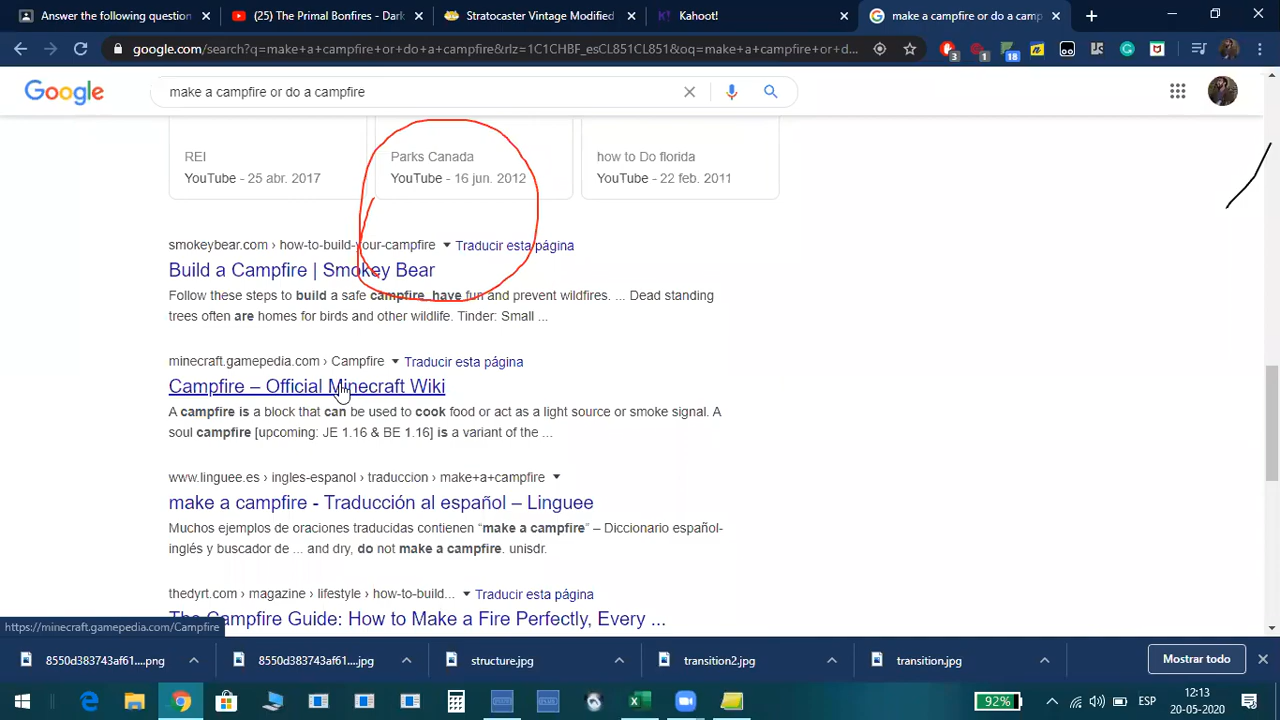 Answer the following question
(25) The Primal Bonfires - Dark
Stratocaster Vintage Modified
Kahoot!
make a campfire or do a camp
google.com/search?q=make+a+campfire+or+do+a+campfire&rlz=1C1CHBF_esCL851CL851&oq=make+a+campfire+or+d...
3
1
18
Google
make a campfire or do a campfire
REI
YouTube - 25 abr. 2017
Parks Canada
YouTube - 16 jun. 2012
how to Do florida
YouTube - 22 feb. 2011
smokeybear.com › how-to-build-your-campfire
Traducir esta página
Build a Campfire | Smokey Bear
Follow these steps to build a safe campfire, have fun and prevent wildfires. ... Dead standing
trees often are homes for birds and other wildlife. Tinder: Small ...
minecraft.gamepedia.com › Campfire
Traducir esta página
Campfire – Official Minecraft Wiki
A campfire is a block that can be used to cook food or act as a light source or smoke signal. A
soul campfire [upcoming: JE 1.16 & BE 1.16] is a variant of the ...
www.linguee.es › ingles-espanol › traduccion › make+a+campfire
make a campfire - Traducción al español – Linguee
Muchos ejemplos de oraciones traducidas contienen “make a campfire” – Diccionario español-
inglés y buscador de ... and dry, do not make a campfire. unisdr.
thedyrt.com › magazine › lifestyle › how-to-build...
Traducir esta página
The Campfire Guide: How to Make a Fire Perfectly, Every ...
https://minecraft.gamepedia.com/Campfire
8550d383743af61....png
8550d383743af61....jpg
structure.jpg
transition2.jpg
transition.jpg
Mostrar todo
92%
ESP
12:13
20-05-2020